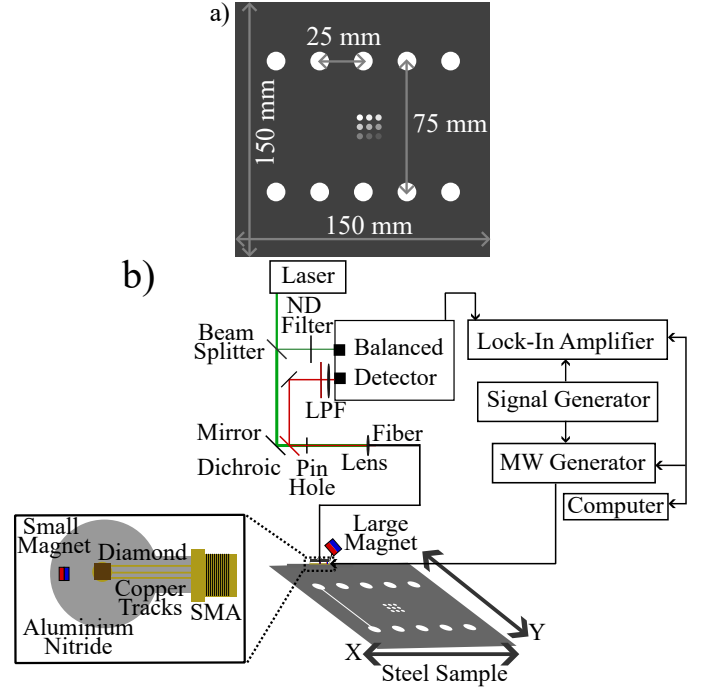 a)
25 mm
150 mm
75 mm
150 mm
b)
Laser
ND
Filter
Beam
Splitter
Balanced
Detector
LPF
Lock-In Amplifier
Signal Generator
MW Generator
Computer
Mirror
Dichroic
Pin
Hole
Lens
Fiber
Large
Magnet
Small
Magnet
Diamond
Copper
Tracks
SMA
Aluminium
Nitride
X
Y
Steel Sample